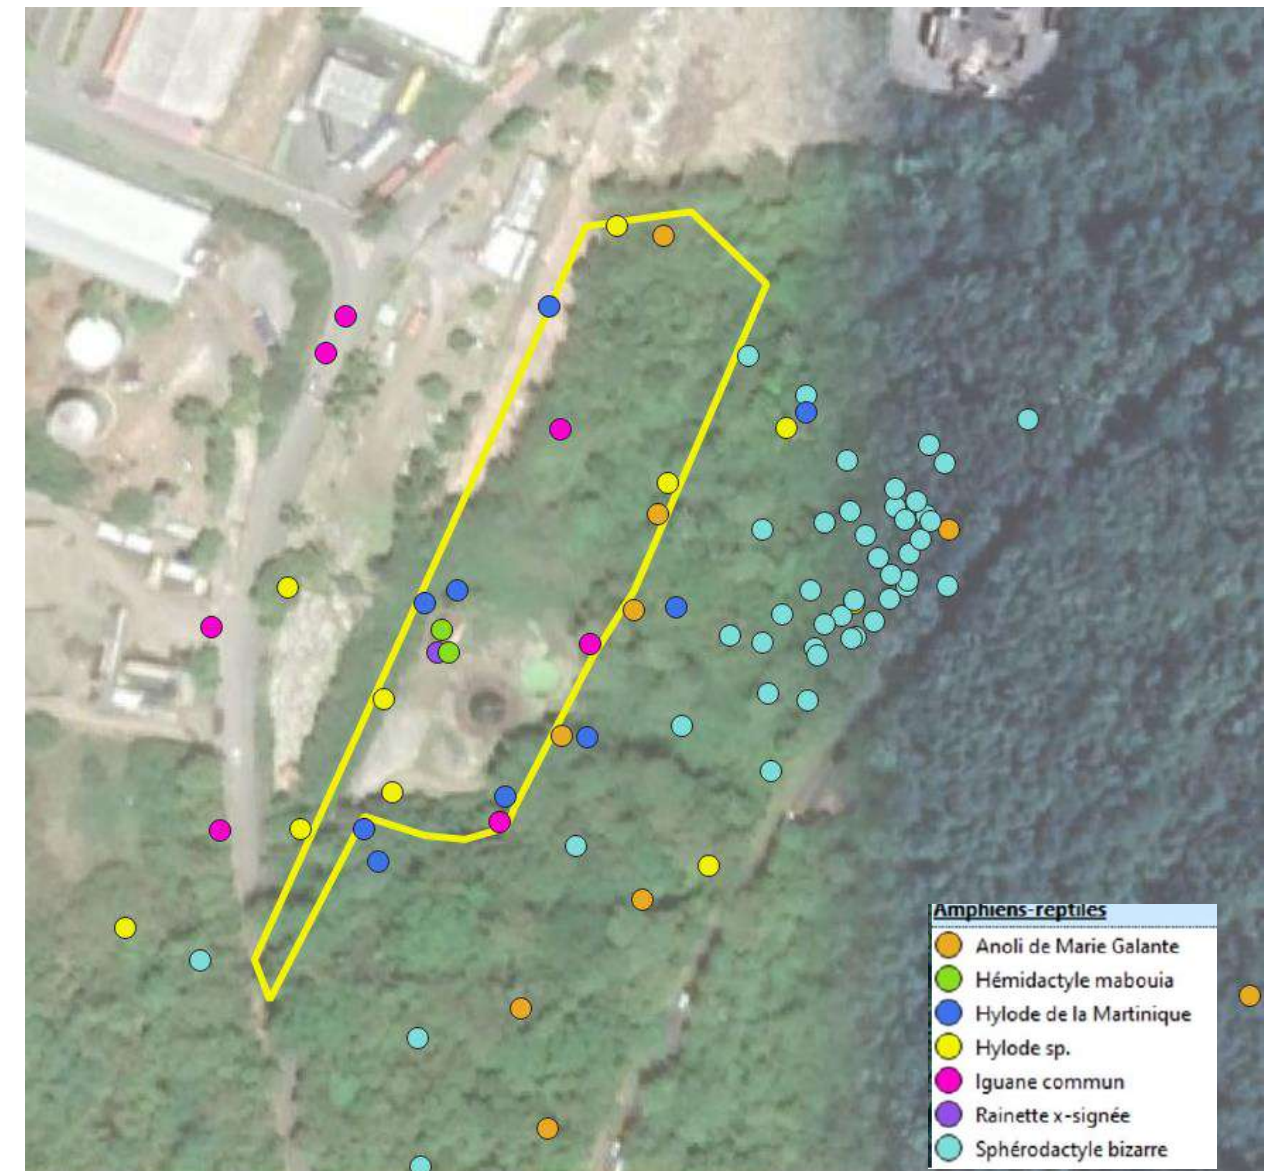 Amphiens-reptiles
Anoli de Marie Galante
Hémidactyle mabouia
Hylode de la Martinique
Hylode sp.
Iguane commun
Rainette x-signée
Sphérodactyle bizarre